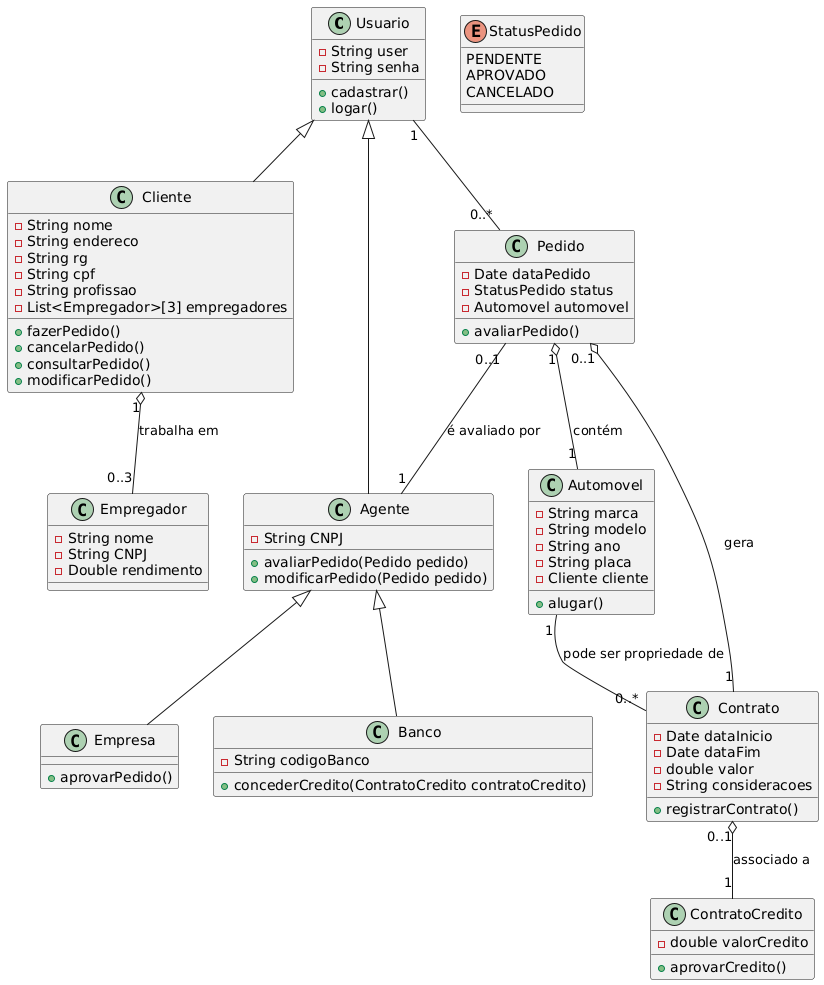 C Usuario
String user
String senha
cadastrar()
logar()
E StatusPedido
PENDENTE
APROVADO
CANCELADO
1
0..*
C Cliente
String nome
String endereco
String rg
String cpf
String profissao
List<Empregador>[3] empregadores
fazerPedido()
cancelarPedido()
consultarPedido()
modificarPedido()
C Pedido
Date dataPedido
StatusPedido status
Automovel automovel
avaliarPedido()
1
trabalha em
0..3
0..1
é avaliado por
1
1
contém
1
0..1
gera
1
C Empregador
String nome
String CNPJ
Double rendimento
C Agente
String CNPJ
avaliarPedido(Pedido pedido)
modificarPedido(Pedido pedido)
C Automovel
String marca
String modelo
String ano
String placa
Cliente cliente
alugar()
1
pode ser propriedade de
0..*
C Empresa
aprovarPedido()
C Banco
String codigoBanco
concederCredito(ContratoCredito contratoCredito)
C Contrato
Date dataInicio
Date dataFim
double valor
String consideracoes
registrarContrato()
0..1
associado a
1
C ContratoCredito
double valorCredito
aprovarCredito()